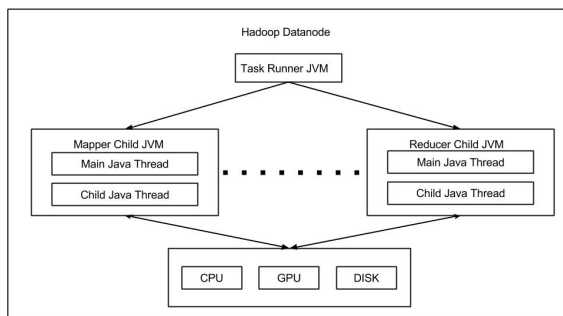 Hadoop Datanode
Task Runner JVM
Mapper Child JVM
Main Java Thread
Child Java Thread
Reducer Child JVM
Main Java Thread
Child Java Thread
CPU
GPU
DISK